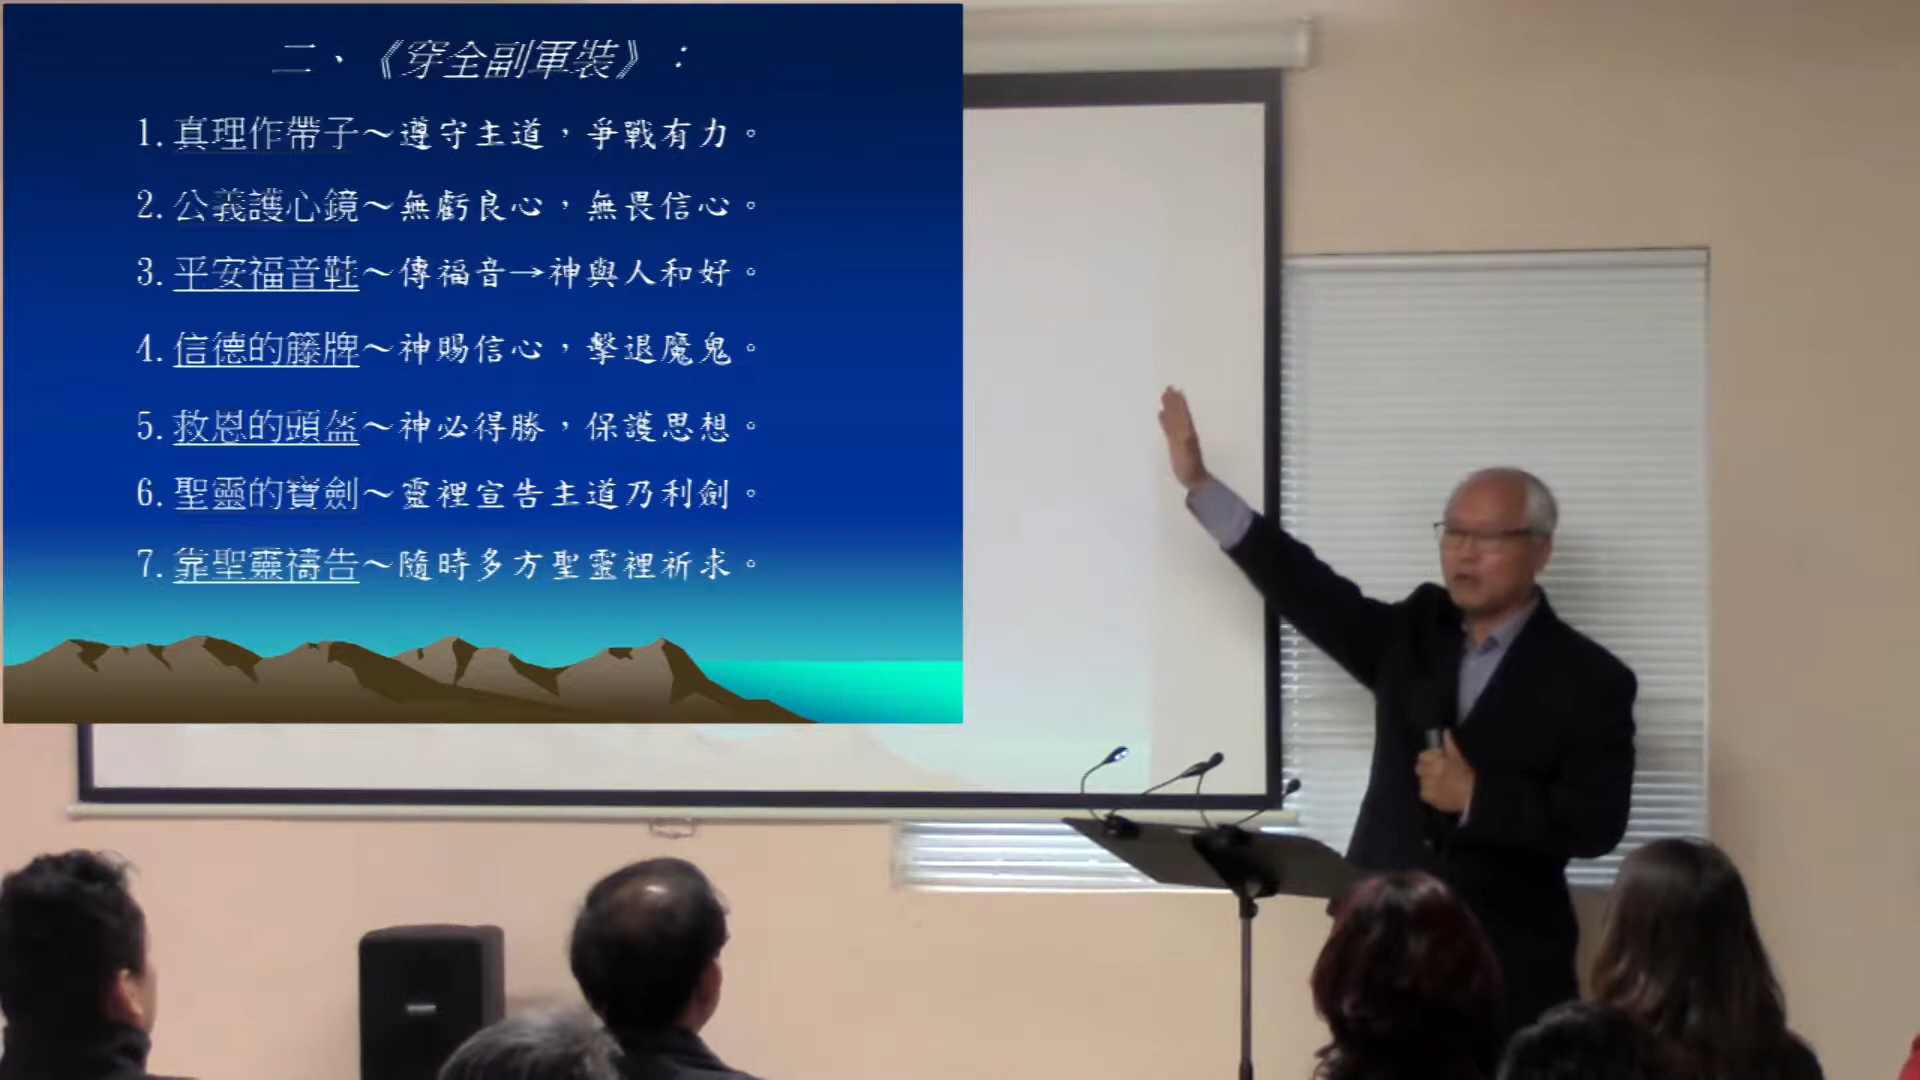 二、《穿全副軍裝》：
1. 真理作帶子～遵守主道，爭戰有力。
2. 公義護心鏡～無虧良心，無畏信心。
3. 平安福音鞋～傳福音→神與人和好。
4. 信德的籐牌～神賜信心，擊退魔鬼。
5. 救恩的頭盔～神必得勝，保護思想。
6. 聖靈的寶劍～靈裡宣告主道乃利劍。
7. 靠聖靈禱告～隨時多方聖靈裡祈求。